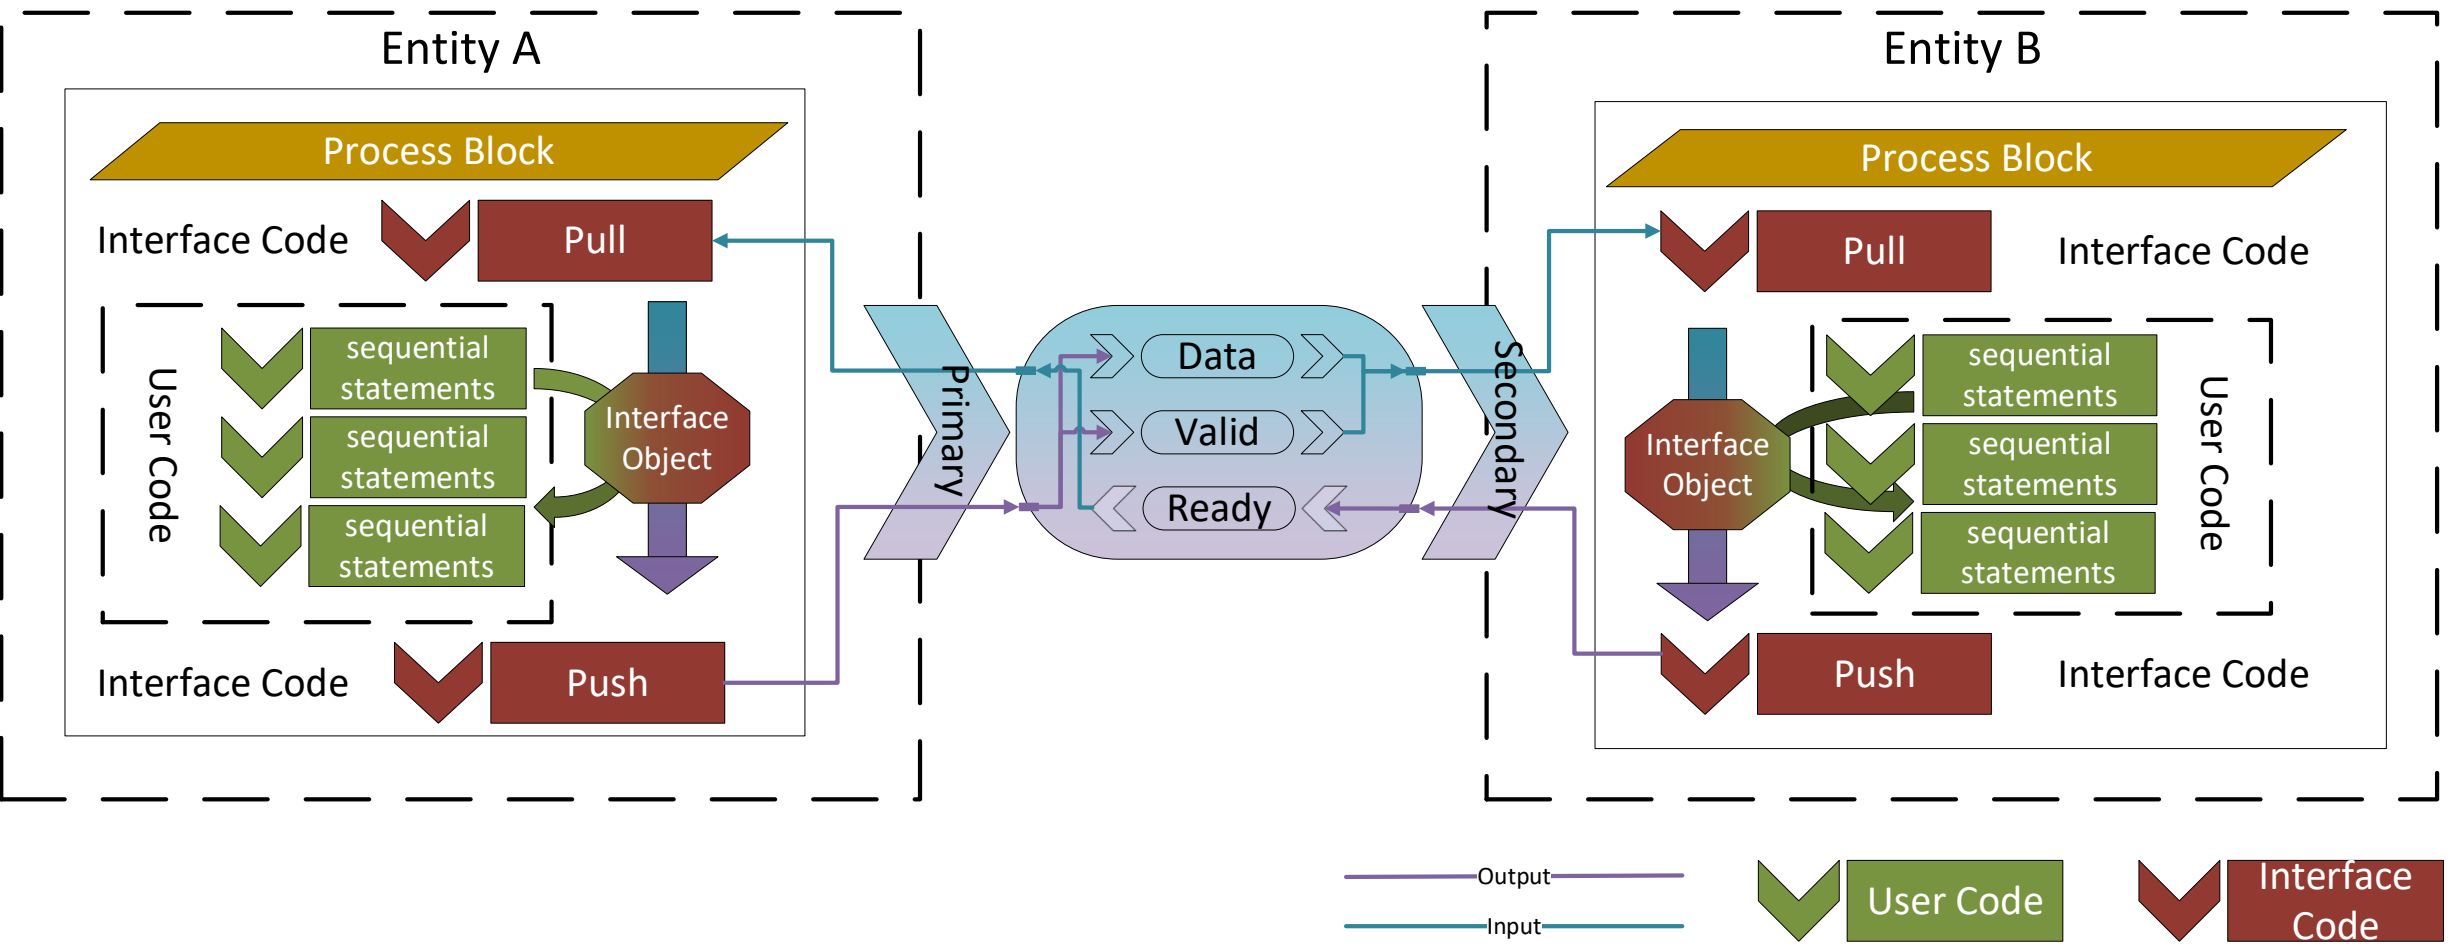 Entity A
Process Block
Interface Code
Pull
User Code
sequential
statements
sequential
statements
sequential
statements
Interface
Object
Interface Code
Push
Primary
Data
Valid
Ready
Secondary
Entity B
Process Block
Pull
Interface Code
Interface
Object
sequential
statements
sequential
statements
sequential
statements
User Code
Push
Interface Code
Output
Input
User Code
Interface
Code